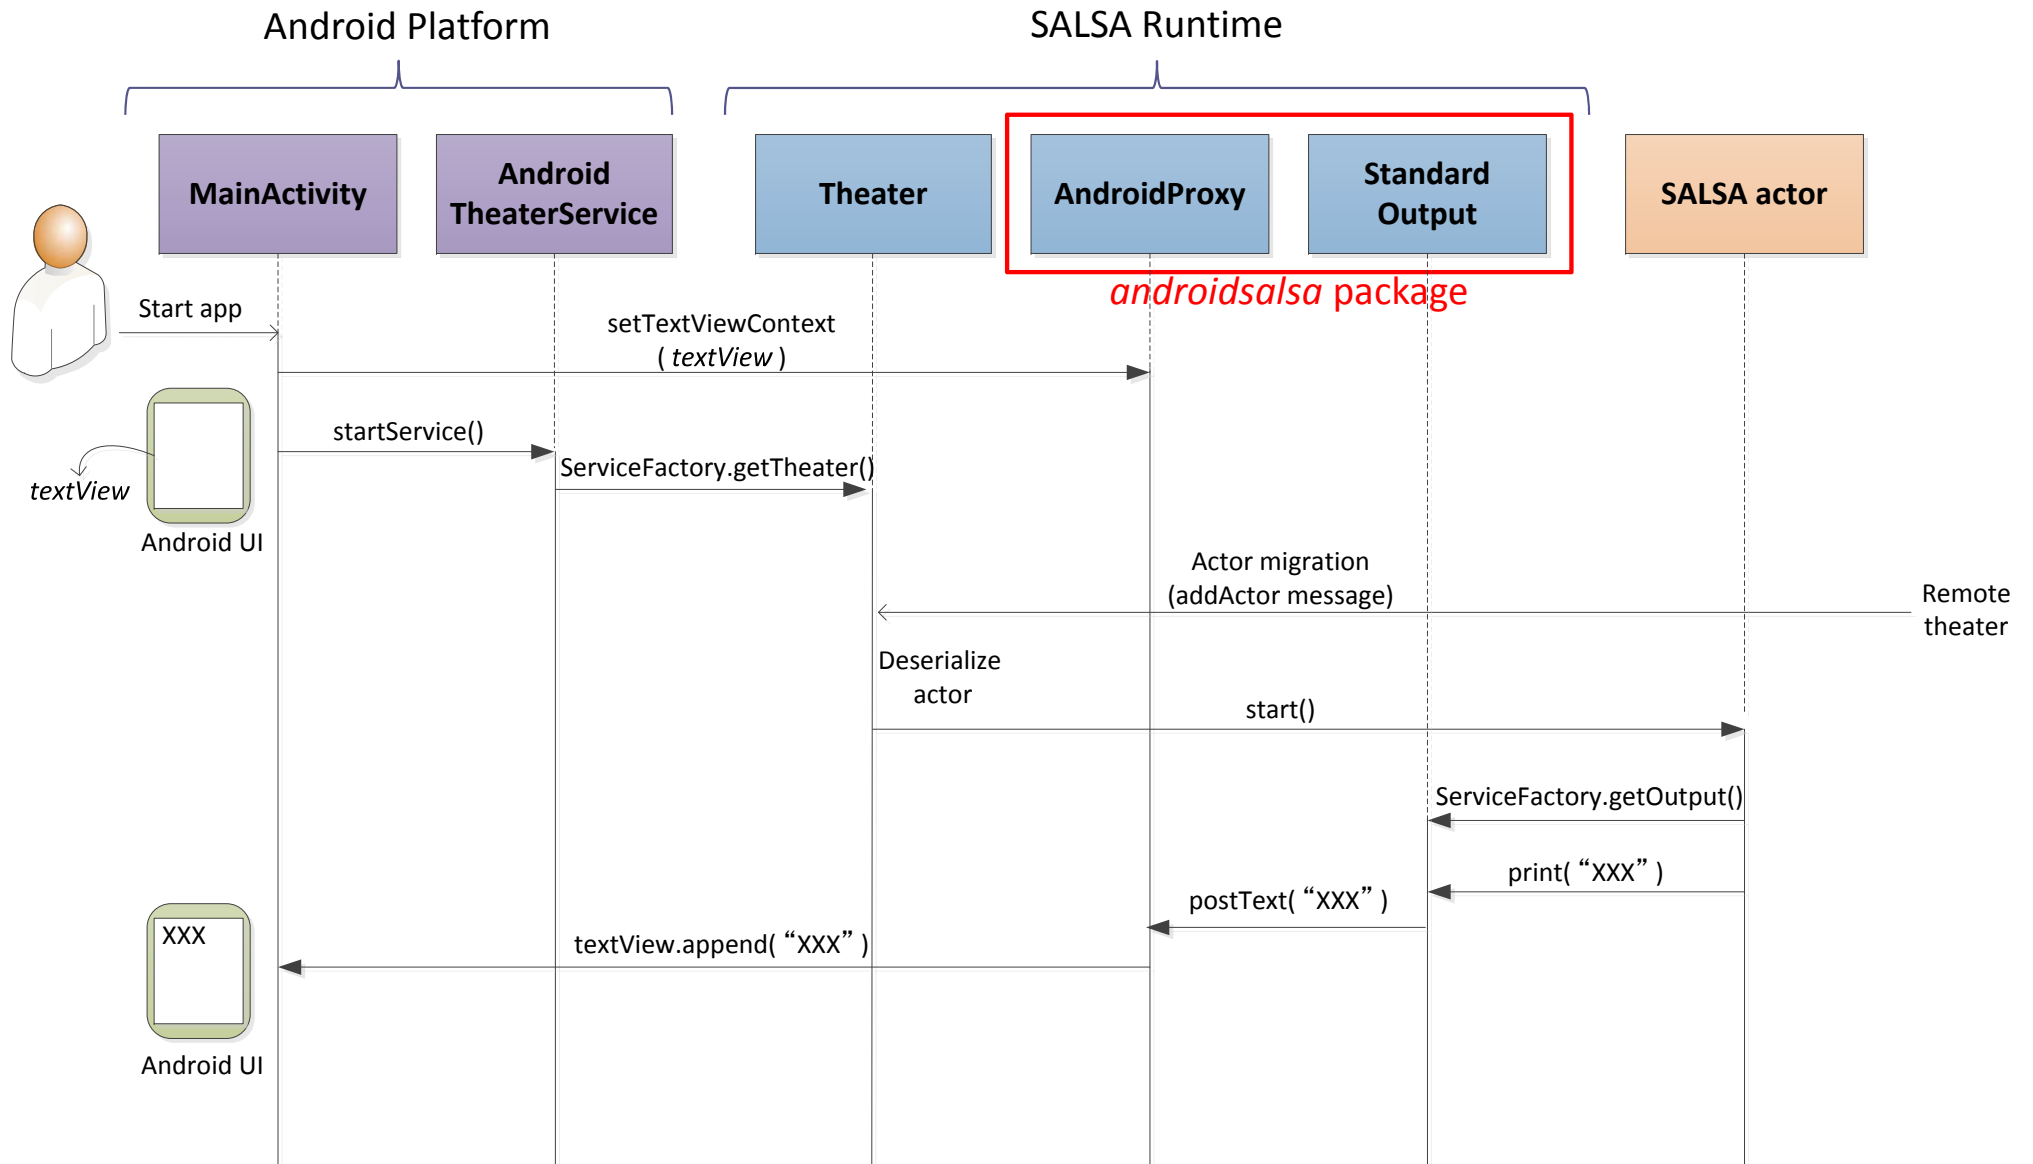 Android Platform
SALSA Runtime
MainActivity
Android
TheaterService
Theater
AndroidProxy
Standard
Output
SALSA actor
androidsalsa package
Start app
setTextViewContext
( textView )
startService()
ServiceFactory.getTheater()
textView
Android UI
Actor migration
(addActor message)
Remote
theater
Deserialize
actor
start()
ServiceFactory.getOutput()
print( “XXX” )
postText( “XXX” )
textView.append( “XXX” )
XXX
Android UI